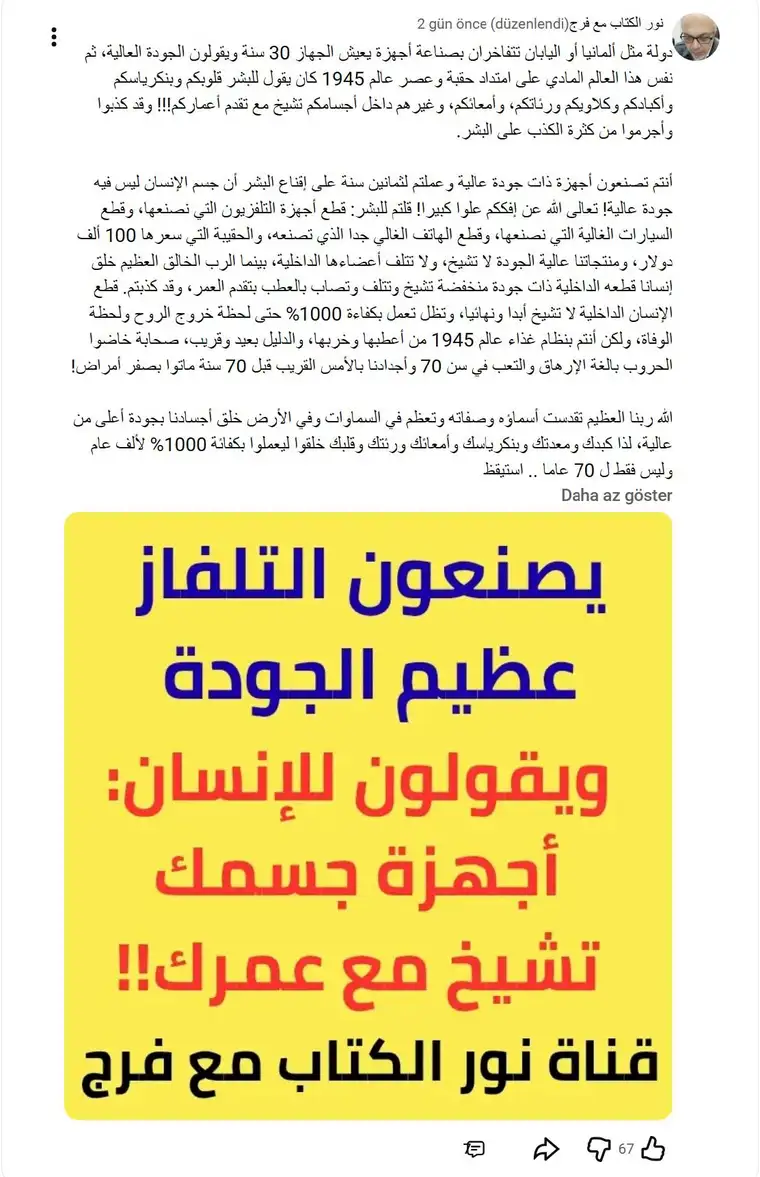 نور الكتاب مع فرج 2 gün önce (düzenlendi)
دولة مثل ألمانيا أو اليابان تتفاخران بصناعة أجهزة يعيش الجهاز 30 سنة ويقولون الجودة العالية، ثم
نفس هذا العالم المادي على امتداد حقبة وعصر عالم 1945 كان يقول للبشر قلوبكم وبنكرياسكم
وأكبادكم وكلاويكم ورئاتكم، وأمعائكم، وغيرهم داخل أجسامكم تشيخ مع تقدم أعماركم!!! وقد كذبوا
وأجرموا من كثرة الكذب على البشر.
أنتم تصنعون أجهزة ذات جودة عالية وعملتم لثمانين سنة على إقناع البشر أن جسم الإنسان ليس فيه
جودة عالية! تعالى الله عن إفككم علوا كبيرا! قلتم للبشر: قطع أجهزة التلفزيون التي نصنعها، وقطع
السيارات الغالية التي نصنعها، وقطع الهاتف الغالي جدا الذي تصنعه، والحقيبة التي سعرها 100 ألف
دولار، ومنتجاتنا عالية الجودة لا تشيخ، ولا تتلف أعضاءها الداخلية، بينما الرب الخالق العظيم خلق
إنسانا قطعه الداخلية ذات جودة منخفضة تشيخ وتتلف وتصاب بالعطب بتقدم العمر، وقد كذبتم. قطع
الإنسان الداخلية لا تشيخ أبدا ونهائيا، وتظل تعمل بكفاءة 1000% حتى لحظة خروج الروح ولحظة
الوفاة، ولكن أنتم بنظام غذاء عالم 1945 من أعطبها وخربها، والدليل بعيد وقريب، صحابة خاضوا
الحروب بالغة الإرهاق والتعب في سن 70 وأجدادنا بالأمس القريب قبل 70 سنة ماتوا بصفر أمراض!
الله ربنا العظيم تقدست أسماؤه وصفاته وتعظم في السماوات وفي الأرض خلق أجسادنا بجودة أعلى من
عالية، لذا كبدك ومعدتك وبنكرياسك وأمعائك ورئتك وقلبك خلقوا ليعملوا بكفائة 1000% لألف عام
وليس فقط ل 70 عاما .. استيقظ
Daha az göster
يصنعون التلفاز
عظيم الجودة
ويقولون للإنسان:
أجهزة جسمك
تشيخ مع عمرك!!
قناة نور الكتاب مع فرج
67